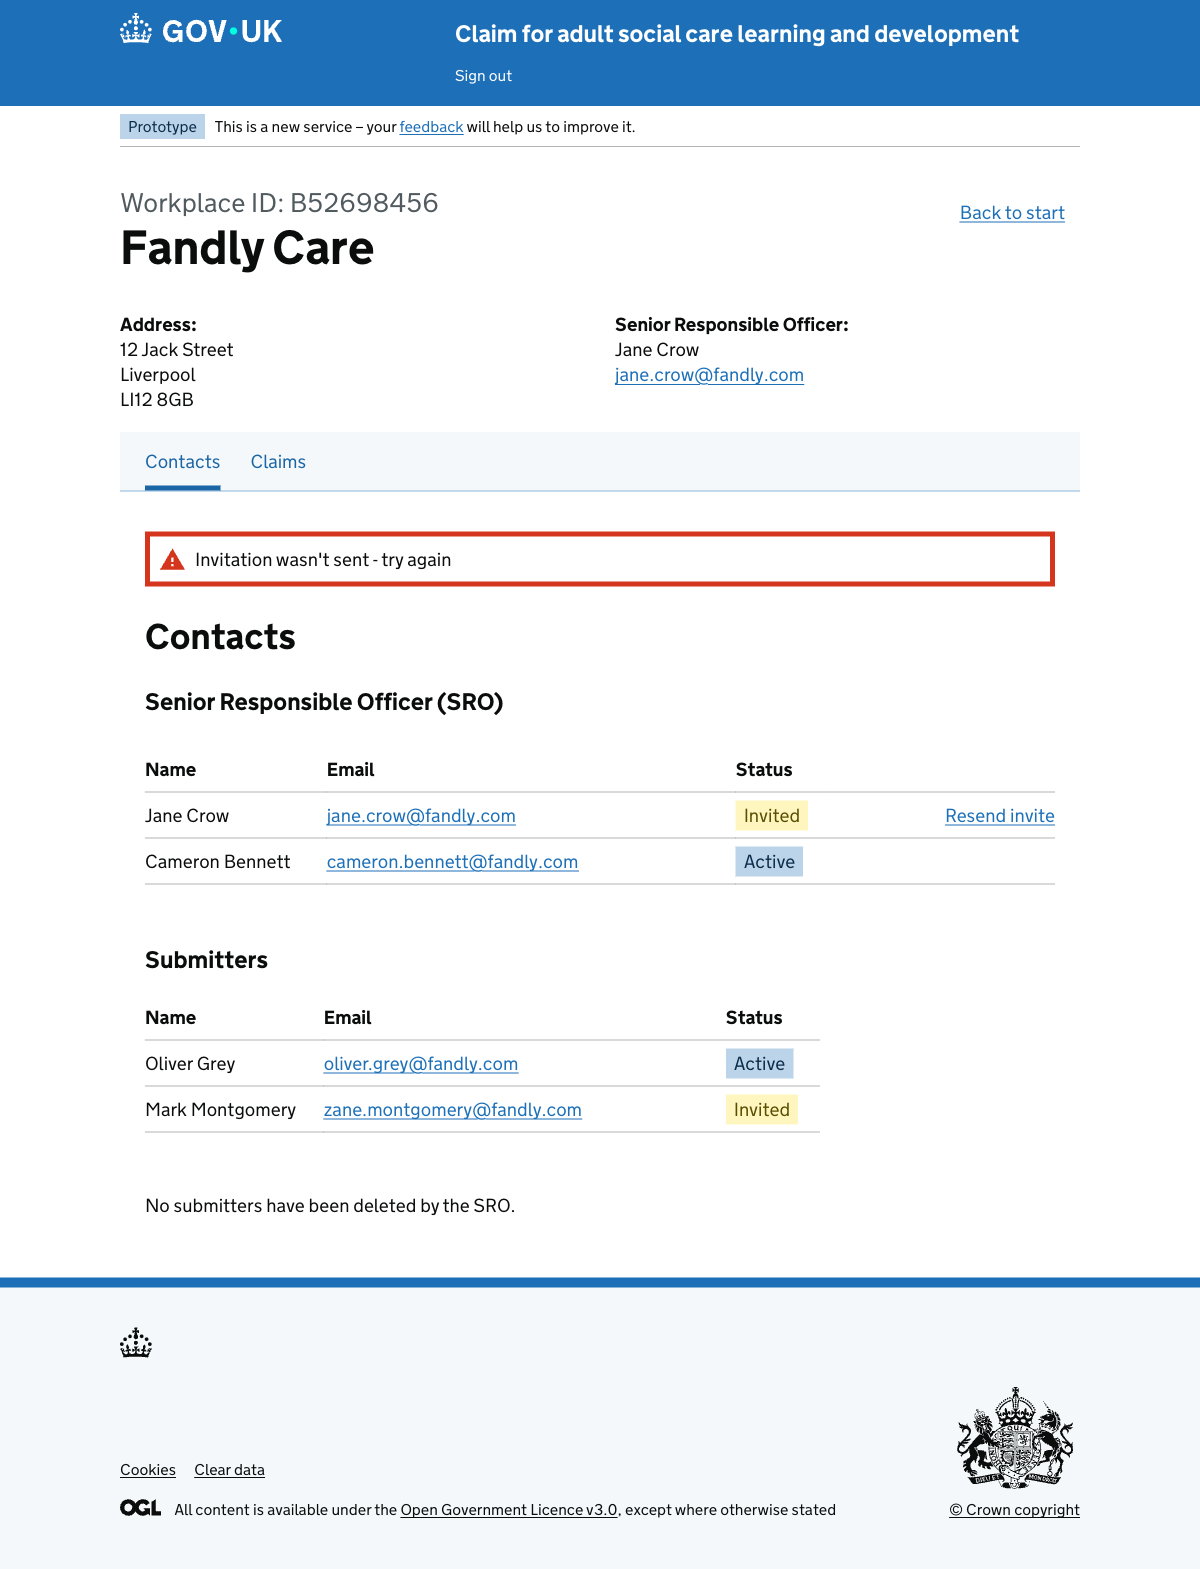 GOV·UK
Claim for adult social care learning and development
Sign out
Prototype This is a new service – your feedback will help us to improve it.
Workplace ID: B52698456
Back to start
Fandly Care
Address:
12 Jack Street
Liverpool
LI12 8GB
Senior Responsible Officer:
Jane Crow
jane.crow@fandly.com
Contacts Claims
Invitation wasn't sent - try again
Contacts
Senior Responsible Officer (SRO)
Name Email Status
Jane Crow jane.crow@fandly.com Invited Resend invite
Cameron Bennett cameron.bennett@fandly.com Active
Submitters
Name Email Status
Oliver Grey oliver.grey@fandly.com Active
Mark Montgomery zane.montgomery@fandly.com Invited
No submitters have been deleted by the SRO.
Cookies Clear data
OGL All content is available under the Open Government Licence v3.0, except where otherwise stated
© Crown copyright